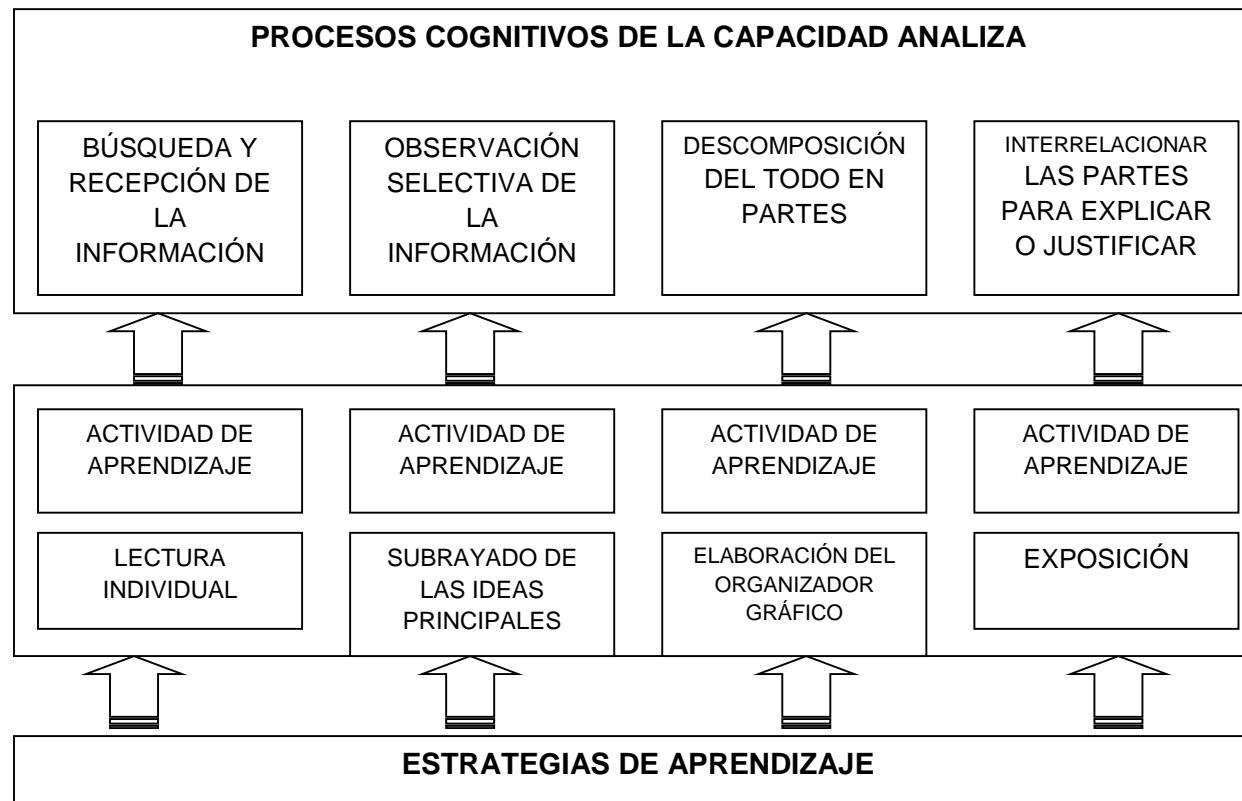 PROCESOS COGNITIVOS DE LA CAPACIDAD ANALIZA
BÚSQUEDA Y
RECEPCIÓN DE
LA
INFORMACIÓN
OBSERVACIÓN
SELECTIVA DE
LA
INFORMACIÓN
DESCOMPOSICIÓN
DEL TODO EN
PARTES
INTERRELACIONAR
LAS PARTES
PARA EXPLICAR
O JUSTIFICAR
ACTIVIDAD DE
APRENDIZAJE
ACTIVIDAD DE
APRENDIZAJE
ACTIVIDAD DE
APRENDIZAJE
ACTIVIDAD DE
APRENDIZAJE
LECTURA
INDIVIDUAL
SUBRAYADO DE
LAS IDEAS
PRINCIPALES
ELABORACIÓN DEL
ORGANIZADOR
GRÁFICO
EXPOSICIÓN
ESTRATEGIAS DE APRENDIZAJE